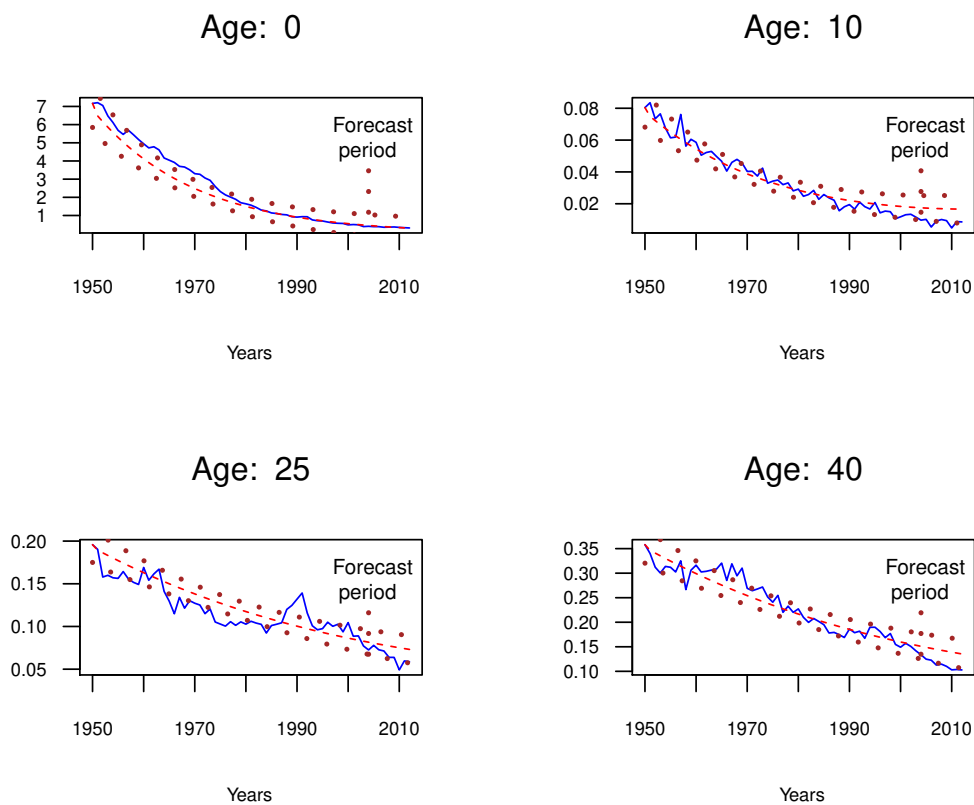 Age: 0
7
6
5
4
3
2
1
Forecast
period
1950
1970
1990
2010
Years
Age: 10
0.08
0.06
0.04
0.02
Forecast
period
1950
1970
1990
2010
Years
Age: 25
0.20
0.15
0.10
0.05
Forecast
period
1950
1970
1990
2010
Years
Age: 40
0.35
0.30
0.25
0.20
0.15
0.10
Forecast
period
1950
1970
1990
2010
Years